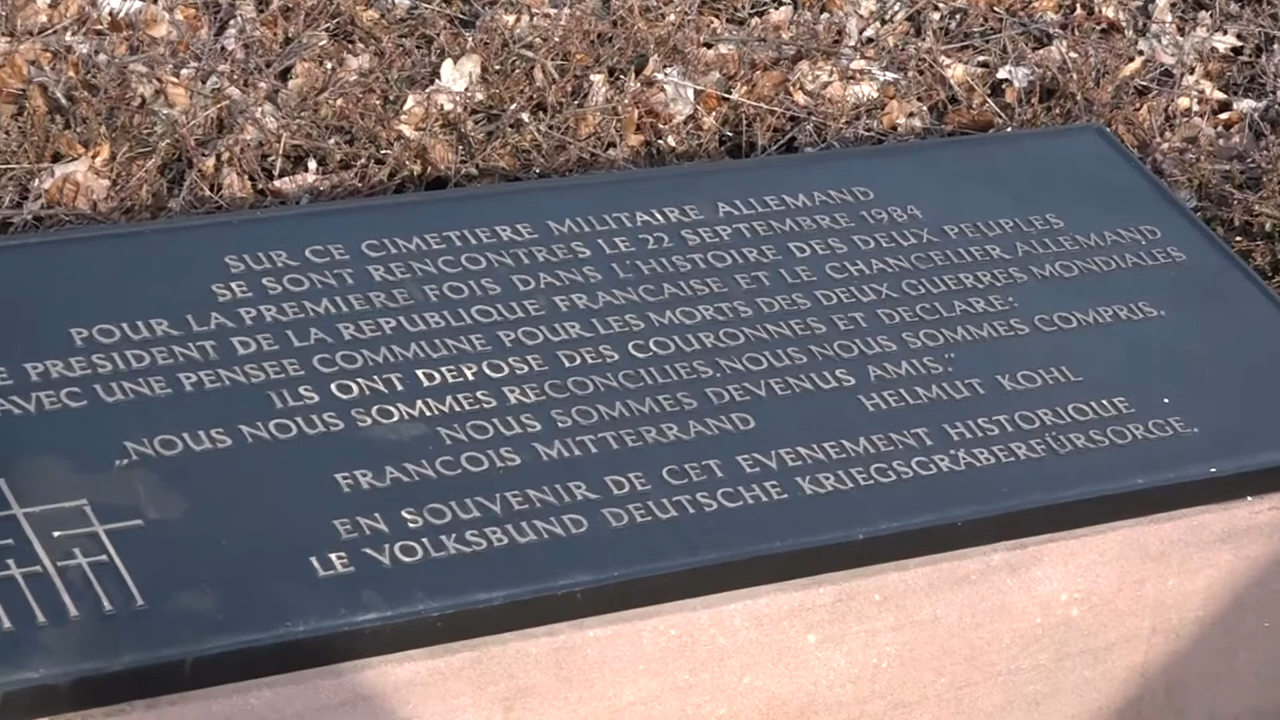 SUR CE CIMETIERE MILITAIRE ALLEMAND
SE SONT RENCONTRES LE 22 SEPTEMBRE 1984
POUR LA PREMIERE FOIS DANS L'HISTOIRE DES DEUX PEUPLES
E PRESIDENT DE LA REPUBLIQUE FRANCAISE ET LE CHANCELIER ALLEMAND
AVEC UNE PENSEE COMMUNE POUR LES MORTS DES DEUX GUERRES MONDIALES
ILS ONT DEPOSE DES COURONNES ET DECLARE:
„NOUS NOUS SOMMES RECONCILIES, NOUS NOUS SOMMES COMPRIS,
NOUS SOMMES DEVENUS AMIS."
FRANCOIS MITTERRAND HELMUT KOHL
EN SOUVENIR DE CET EVENEMENT HISTORIQUE
LE VOLKSBUND DEUTSCHE KRIEGSGRÄBERFÜRSORGE.